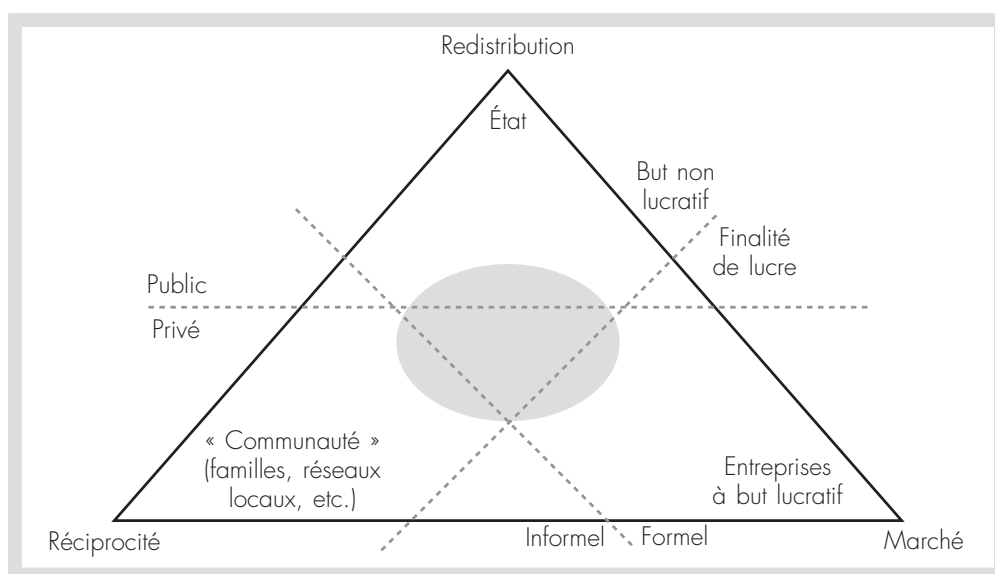 Redistribution
État
But non
lucratif
Finalité
de lucre
Public
Privé
« Communauté »
(familles, réseaux
locaux, etc.)
Entreprises
à but lucratif
Réciprocité
Informel
Formel
Marché